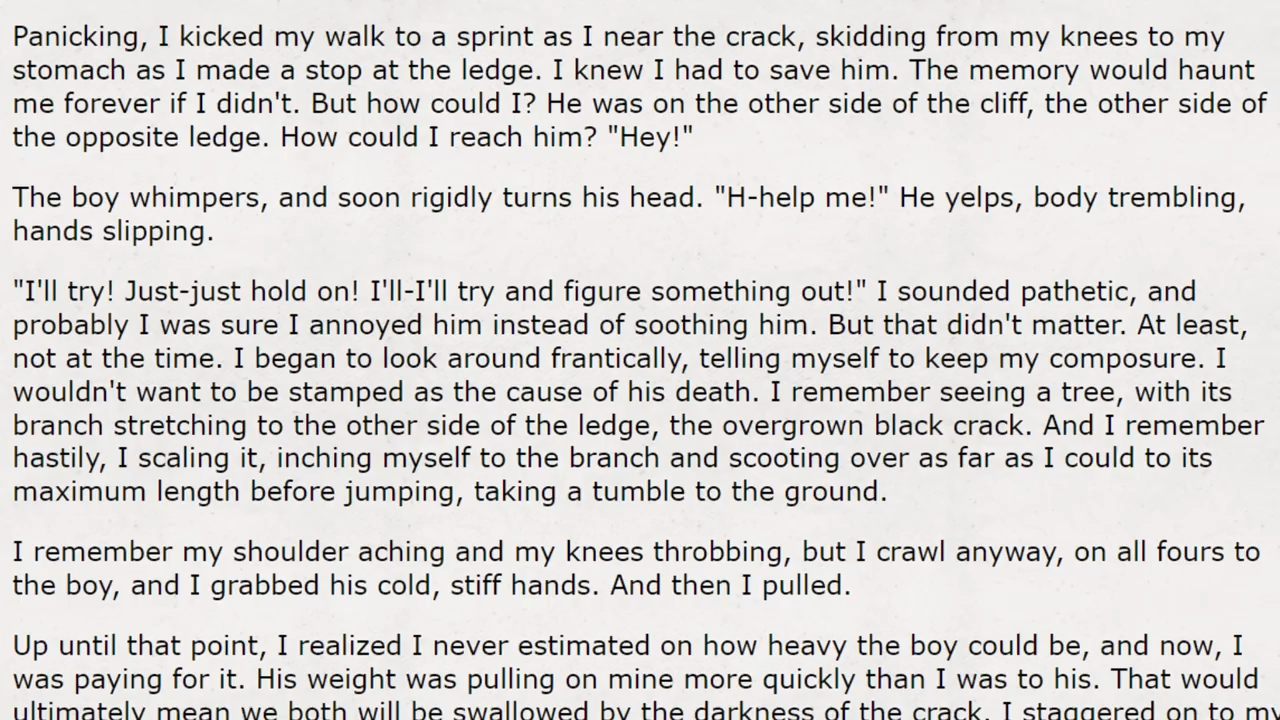 Panicking, I kicked my walk to a sprint as I near the crack, skidding from my knees to my
stomach as I made a stop at the ledge. I knew I had to save him. The memory would haunt
me forever if I didn't. But how could I? He was on the other side of the cliff, the other side of
the opposite ledge. How could I reach him? "Hey!"
The boy whimpers, and soon rigidly turns his head. "H-help me!" He yelps, body trembling,
hands slipping.
"I'll try! Just-just hold on! I'll-I'll try and figure something out!" I sounded pathetic, and
probably I was sure I annoyed him instead of soothing him. But that didn't matter. At least,
not at the time. I began to look around frantically, telling myself to keep my composure. I
wouldn't want to be stamped as the cause of his death. I remember seeing a tree, with its
branch stretching to the other side of the ledge, the overgrown black crack. And I remember
hastily, I scaling it, inching myself to the branch and scooting over as far as I could to its
maximum length before jumping, taking a tumble to the ground.
I remember my shoulder aching and my knees throbbing, but I crawl anyway, on all fours to
the boy, and I grabbed his cold, stiff hands. And then I pulled.
Up until that point, I realized I never estimated on how heavy the boy could be, and now, I
was paying for it. His weight was pulling on mine more quickly than I was to his. That would
ultimately mean we both will be swallowed by the darkness of the crack. I staggered on to my